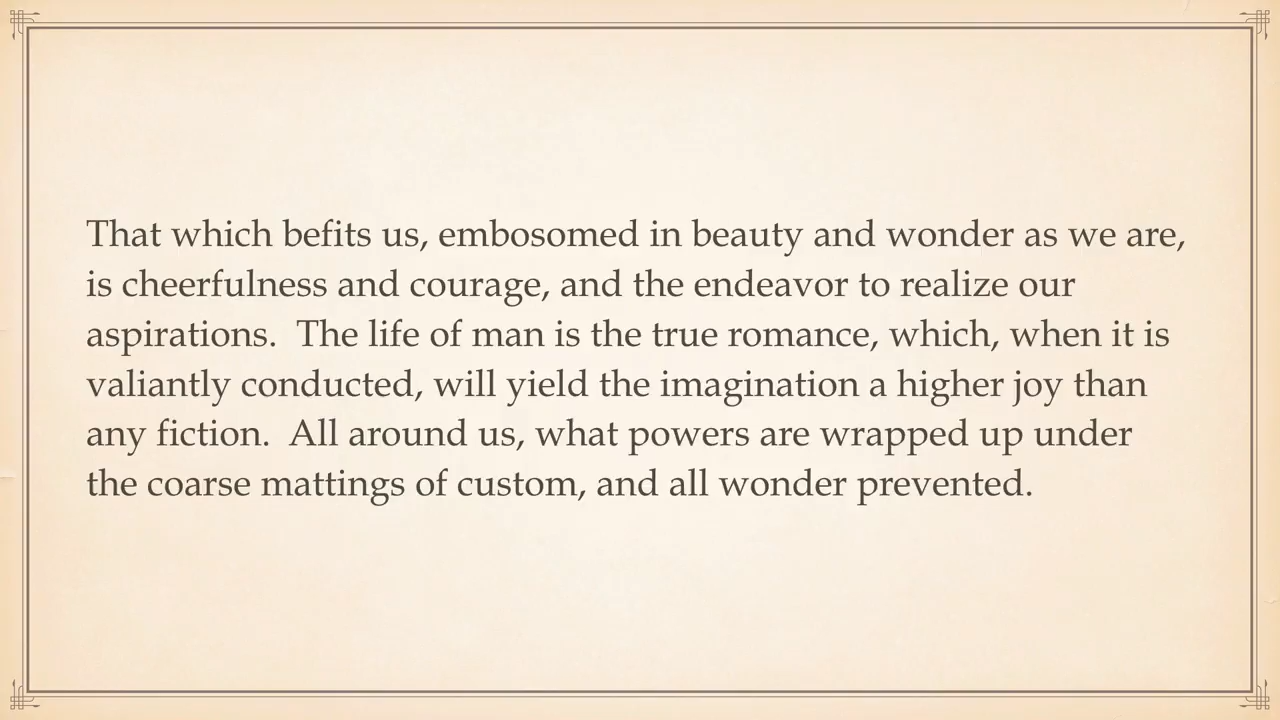 That which befits us, embosomed in beauty and wonder as we are,
is cheerfulness and courage, and the endeavor to realize our
aspirations.  The life of man is the true romance, which, when it is
valiantly conducted, will yield the imagination a higher joy than
any fiction.  All around us, what powers are wrapped up under
the coarse mattings of custom, and all wonder prevented.